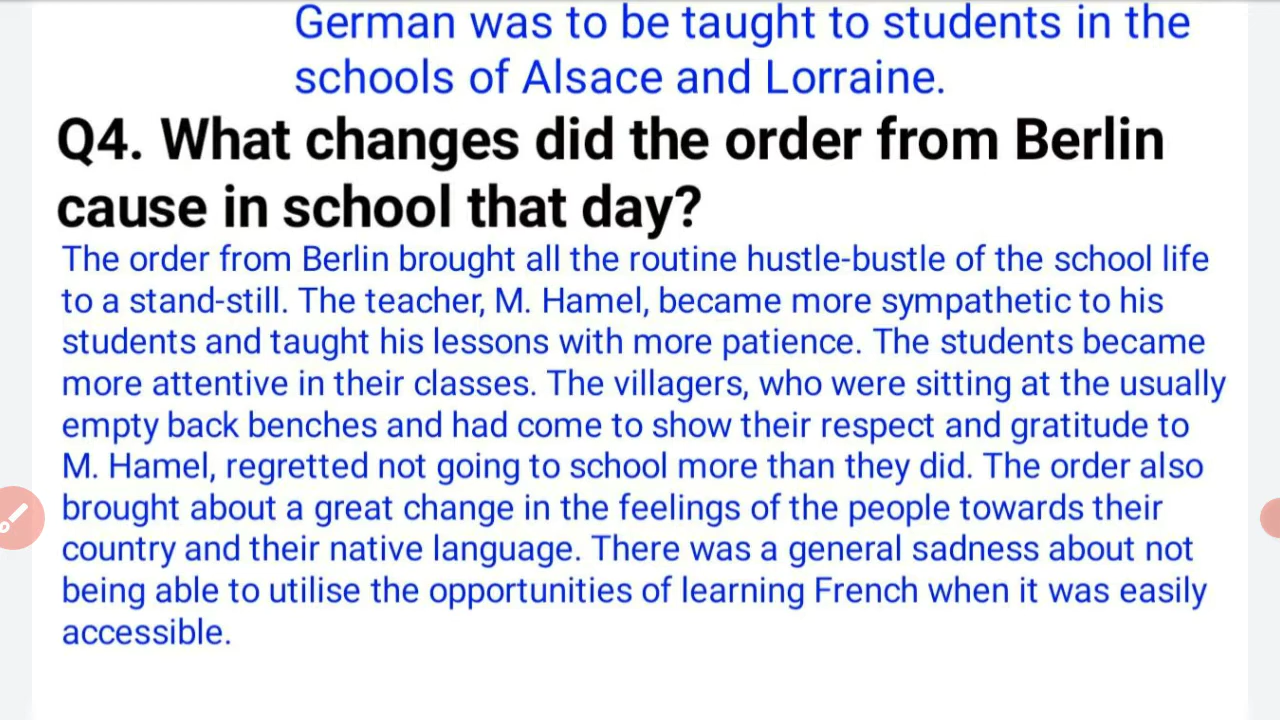 German was to be taught to students in the
schools of Alsace and Lorraine.
Q4. What changes did the order from Berlin
cause in school that day?
The order from Berlin brought all the routine hustle-bustle of the school life
to a stand-still. The teacher, M. Hamel, became more sympathetic to his
students and taught his lessons with more patience. The students became
more attentive in their classes. The villagers, who were sitting at the usually
empty back benches and had come to show their respect and gratitude to
M. Hamel, regretted not going to school more than they did. The order also
brought about a great change in the feelings of the people towards their
country and their native language. There was a general sadness about not
being able to utilise the opportunities of learning French when it was easily
accessible.